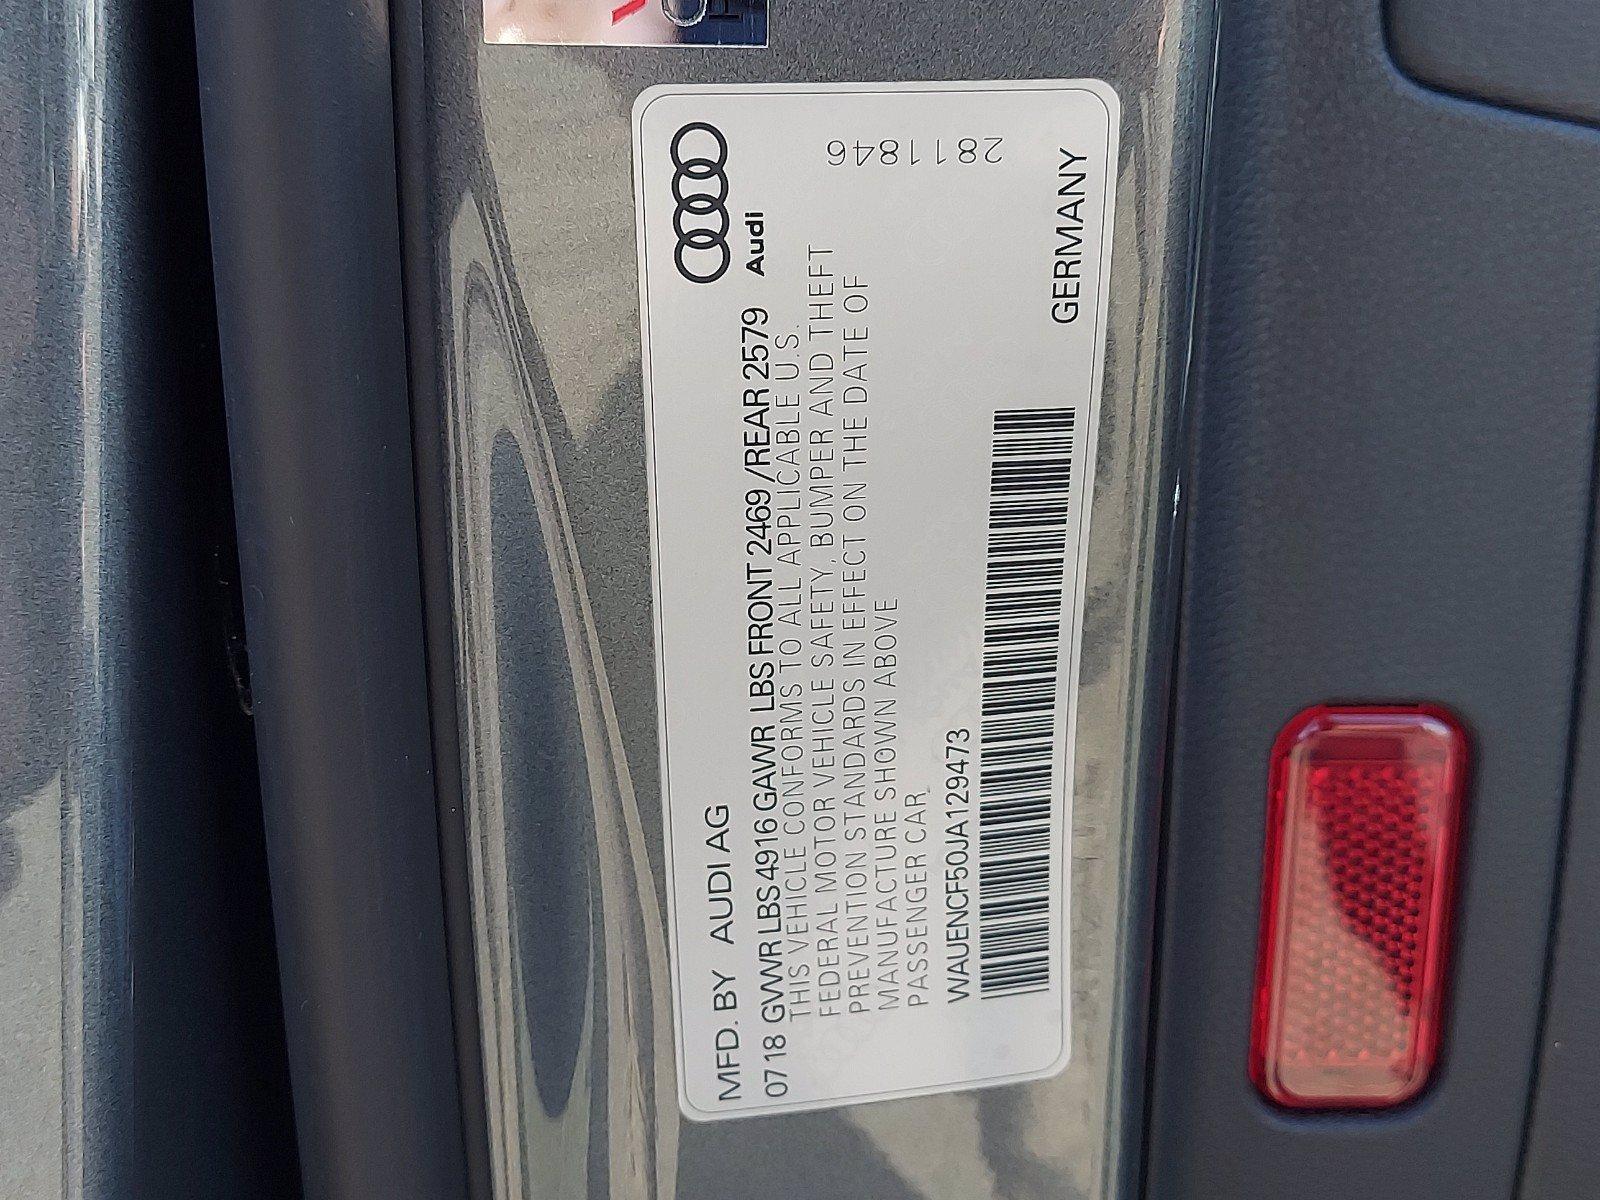 MFD. BY AUDI AG
Audi
07 18 GVWR LBS 4916 GAWR LBS FRONT 2469 /REAR 2579
THIS VEHICLE CONFORMS TO ALL APPLICABLE U.S.
FEDERAL MOTOR VEHICLE SAFETY, BUMPER AND THEFT
PREVENTION STANDARDS IN EFFECT ON THE DATE OF
MANUFACTURE SHOWN ABOVE
PASSENGER CAR
WAUENCF50JA129473
2811846
GERMANY